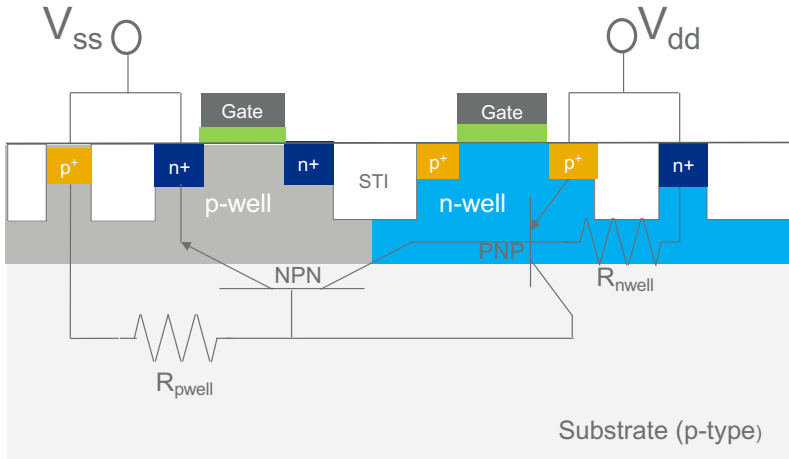 Vss
Vdd
Gate
Gate
p+
n+
n+
STI
p+
p+
n+
p-well
n-well
NPN
PNP
Rnwell
Rpwell
Substrate (p-type)